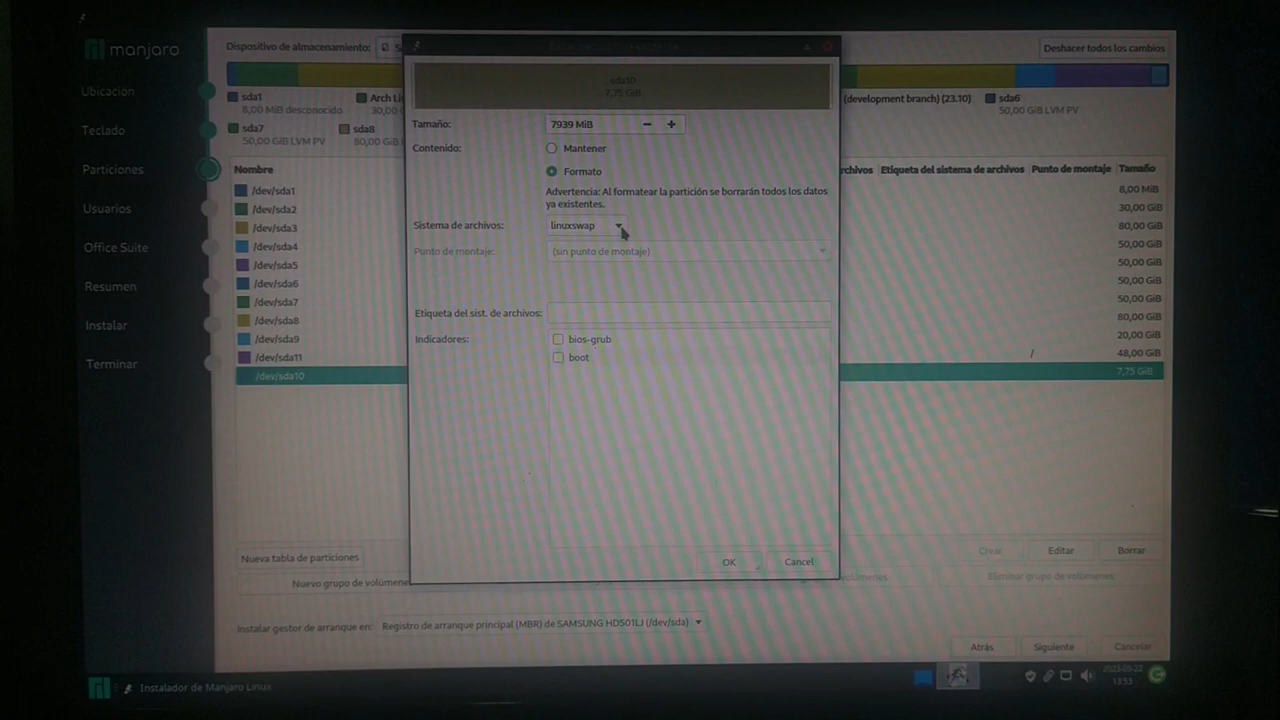 manjaro
Ubicación
Teclado
Particiones
Usuarios
Office Suite
Resumen
Instalar
Terminar
Dispositivo de almacenamiento:
Deshacer todos los cambios
sda1
8,00 MiB desconocido
Arch Li
30,00
(development branch) (23.10)
sda6
50,00 GiB LVM PV
sda7
50,00 GiB LVM PV
sda8
80,00 Gi
Nombre
rchivos
Etiqueta del sistema de archivos
Punto de montaje
Tamaño
/dev/sda1
8,00 MiB
/dev/sda2
30,00 GiB
/dev/sda3
80,00 GiB
/dev/sda4
50,00 GiB
/dev/sda5
50,00 GiB
/dev/sda6
50,00 GiB
/dev/sda7
50,00 GiB
/dev/sda8
80,00 GiB
/dev/sda9
20,00 GiB
/dev/sda11
/
48,00 GiB
/dev/sda10
7,75 GiB
sda10
7,75 GiB
Tamaño:
7939 MiB
Contenido:
Mantener
Formato
Advertencia: Al formatear la partición se borrarán todos los datos
ya existentes.
Sistema de archivos:
linuxswap
Punto de montaje:
(sin punto de montaje)
Etiqueta del sist. de archivos:
Indicadores:
bios-grub
boot
OK
Cancel
Nueva tabla de particiones
Crear
Editar
Borrar
Nuevo grupo de volúmenes
volúmenes
Eliminar grupo de volúmenes
Instalar gestor de arranque en:
Registro de arranque principal (MBR) de SAMSUNG HD501LJ (/dev/sda)
Atrás
Siguiente
Cancelar
Instalador de Manjaro Linux
13:53